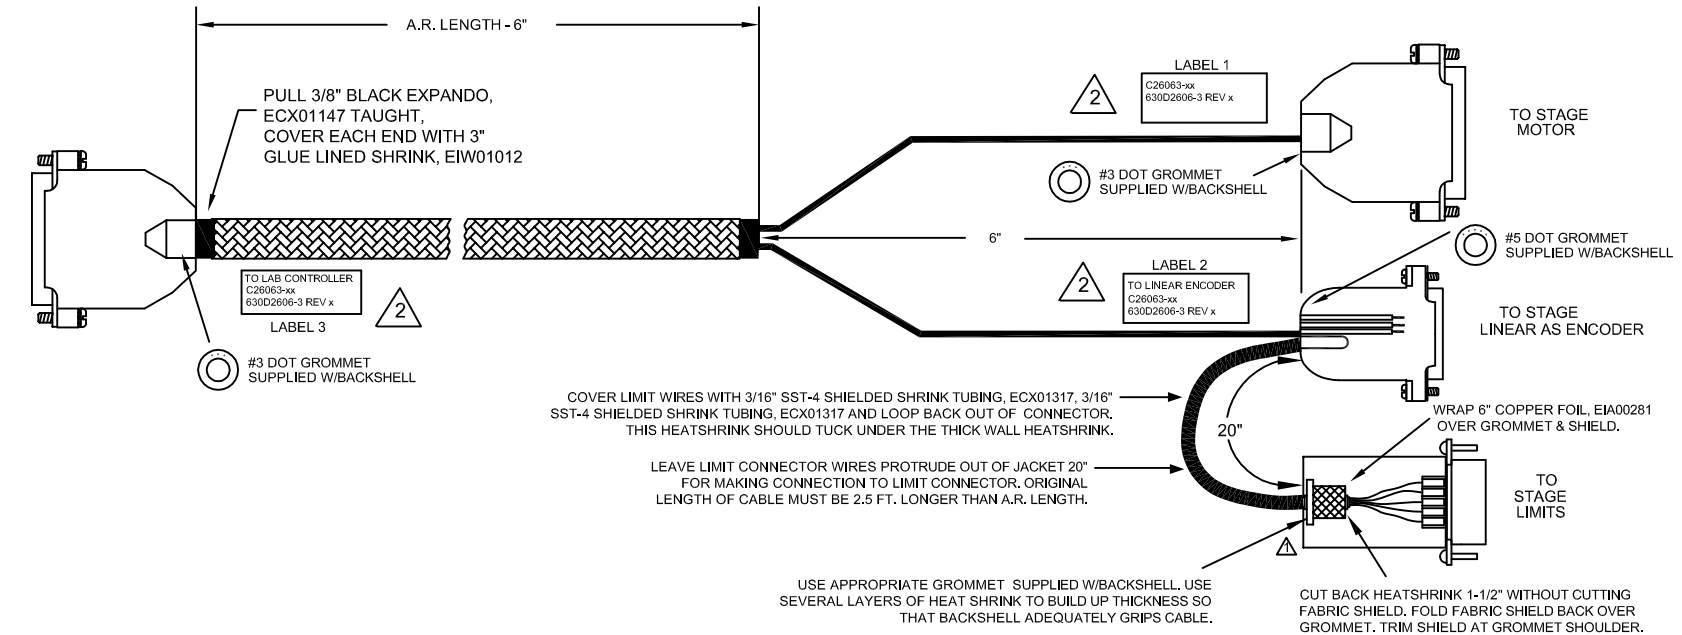 A.R. LENGTH - 6"
PULL 3/8" BLACK EXPANDO,
ECX01147 TAUGHT,
COVER EACH END WITH 3"
GLUE LINED SHRINK, EIW01012
LABEL 1
2
C26063-xx
630D2606-3 REV x
TO STAGE
MOTOR
#3 DOT GROMMET
SUPPLIED W/BACKSHELL
6"
#5 DOT GROMMET
SUPPLIED W/BACKSHELL
LABEL 2
2
TO LINEAR ENCODER
C26063-xx
630D2606-3 REV x
TO LAB CONTROLLER
C26063-xx
630D2606-3 REV x
2
LABEL 3
TO STAGE
LINEAR AS ENCODER
#3 DOT GROMMET
SUPPLIED W/BACKSHELL
COVER LIMIT WIRES WITH 3/16" SST-4 SHIELDED SHRINK TUBING, ECX01317, 3/16"
SST-4 SHIELDED SHRINK TUBING, ECX01317 AND LOOP BACK OUT OF CONNECTOR.
THIS HEATSHRINK SHOULD TUCK UNDER THE THICK WALL HEATSHRINK.
20"
WRAP 6" COPPER FOIL, EIA00281
OVER GROMMET & SHIELD.
LEAVE LIMIT CONNECTOR WIRES PROTRUDE OUT OF JACKET 20"
FOR MAKING CONNECTION TO LIMIT CONNECTOR. ORIGINAL
LENGTH OF CABLE MUST BE 2.5 FT. LONGER THAN A.R. LENGTH.
TO
STAGE
LIMITS
1
USE APPROPRIATE GROMMET SUPPLIED W/BACKSHELL. USE
SEVERAL LAYERS OF HEAT SHRINK TO BUILD UP THICKNESS SO
THAT BACKSHELL ADEQUATELY GRIPS CABLE.
CUT BACK HEATSHRINK 1-1/2" WITHOUT CUTTING
FABRIC SHIELD. FOLD FABRIC SHIELD BACK OVER
GROMMET. TRIM SHIELD AT GROMMET SHOULDER.